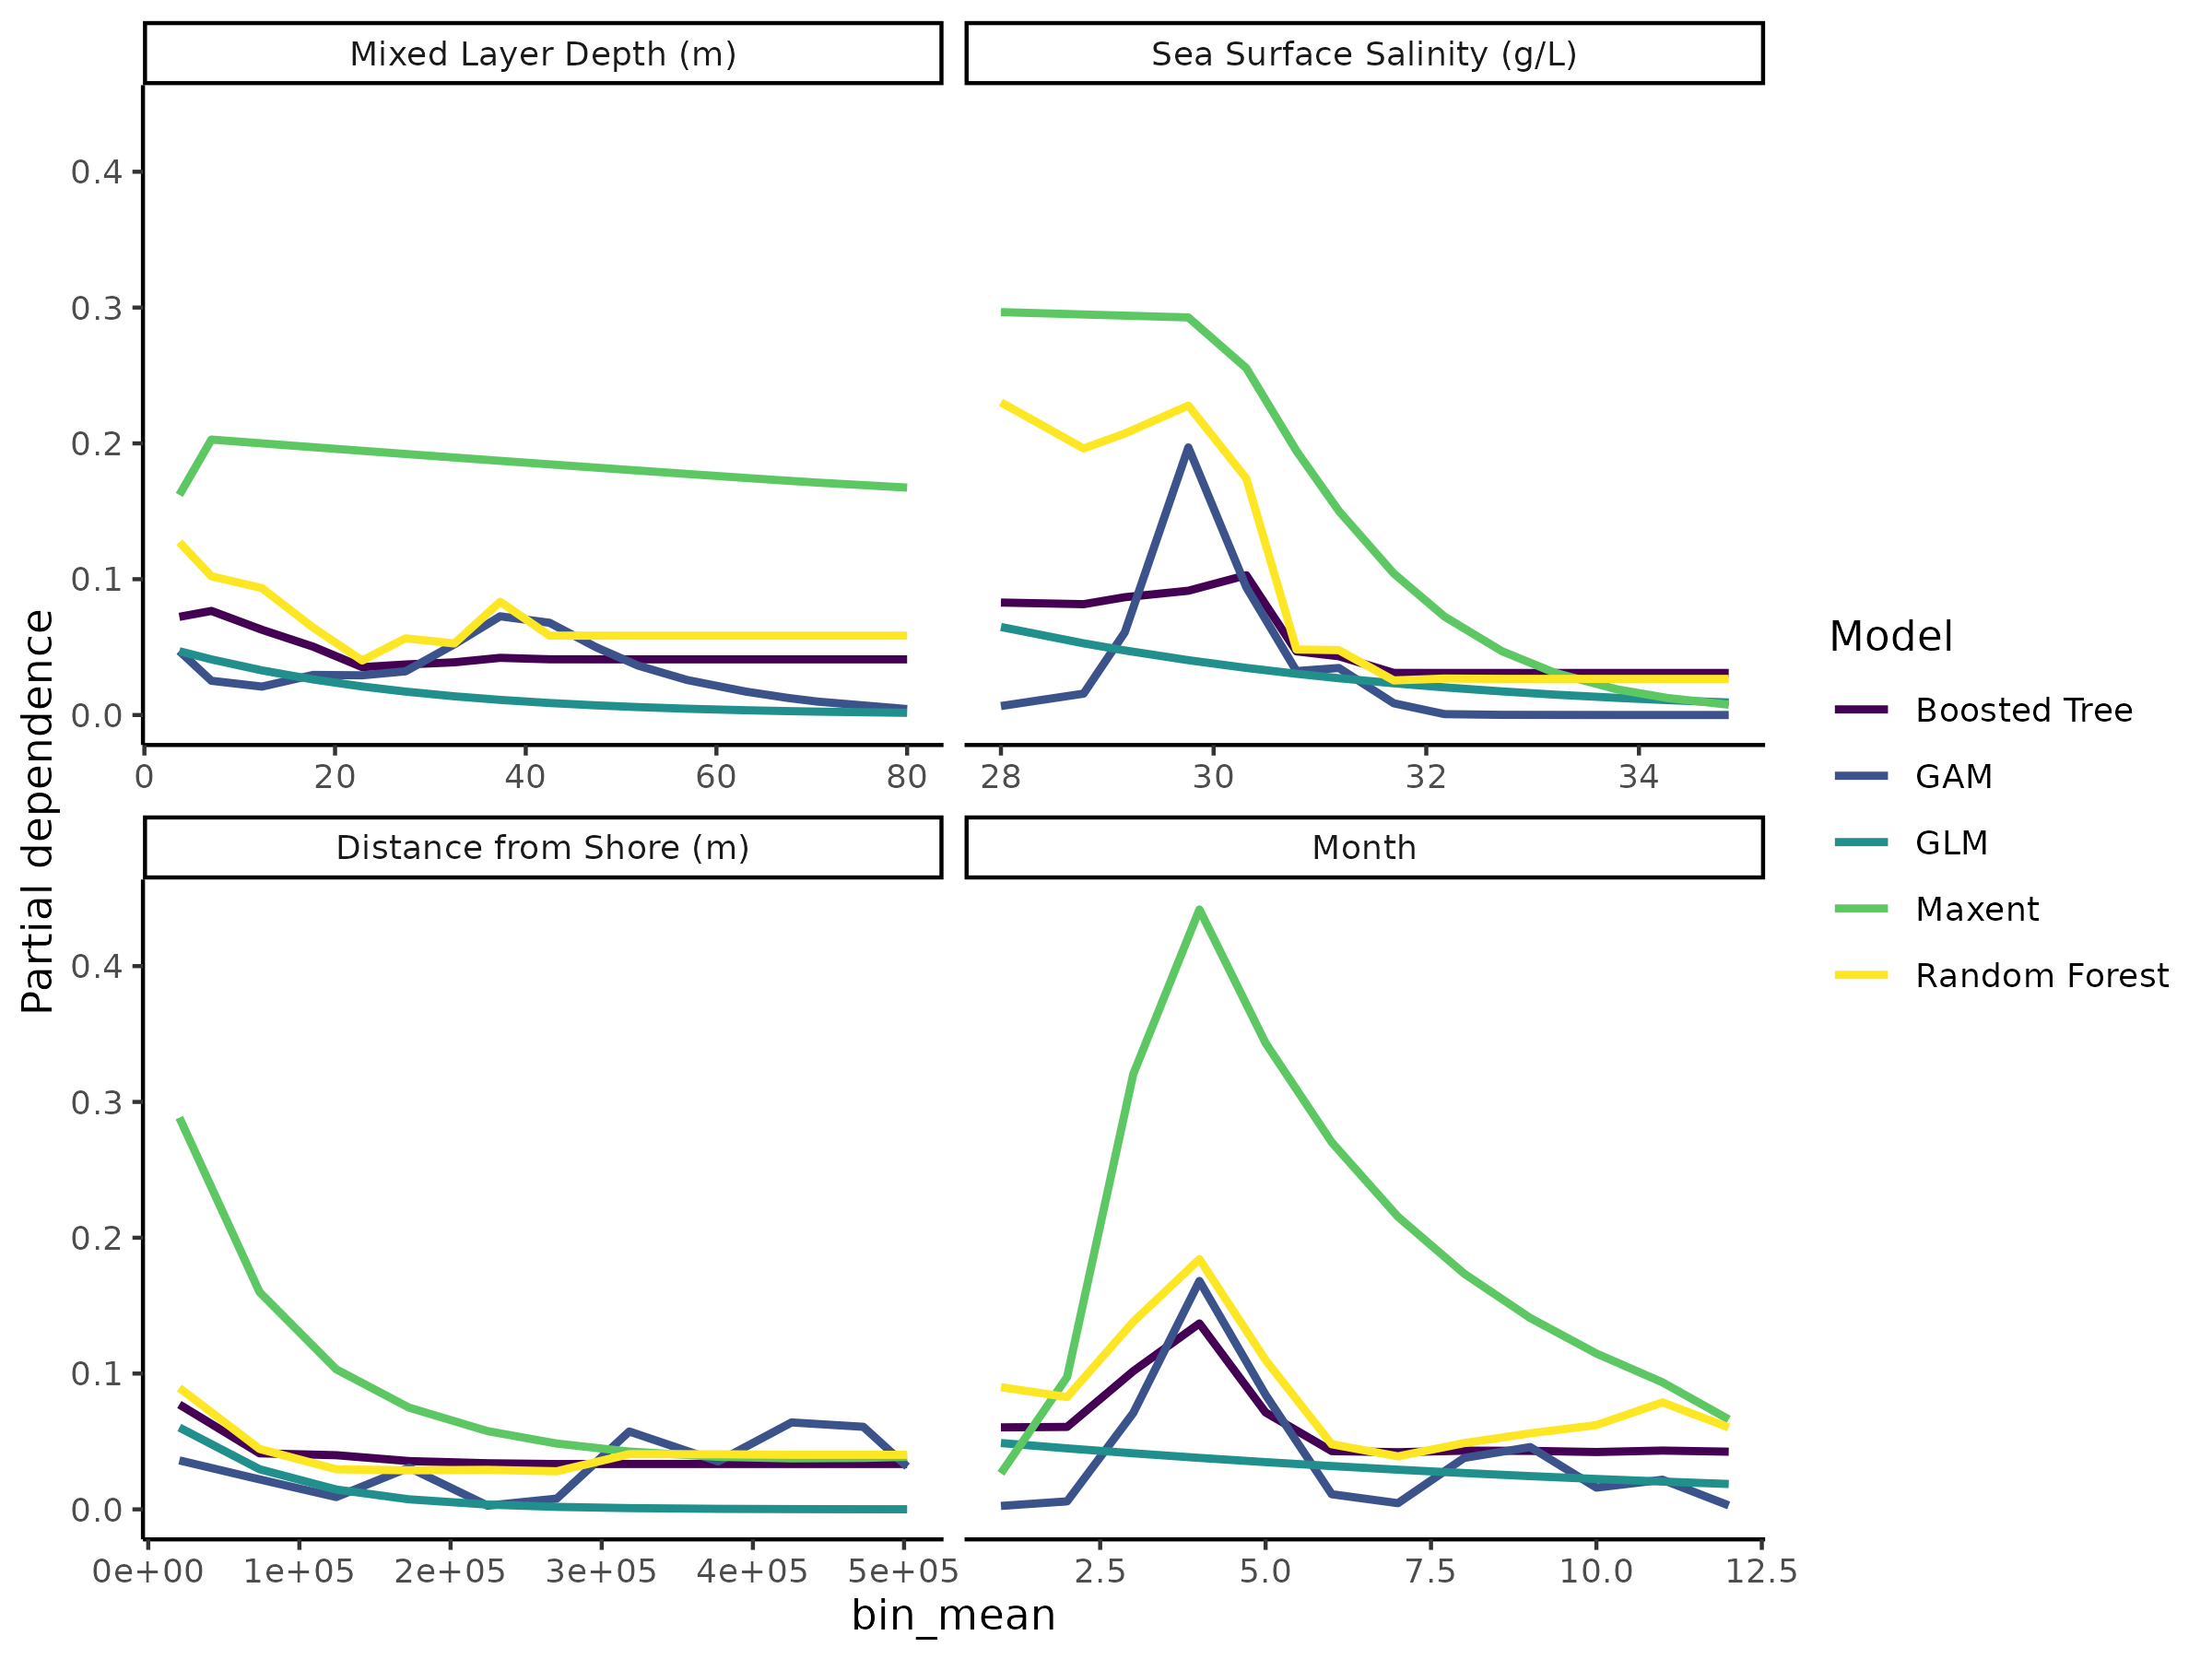 Mixed Layer Depth (m)
Sea Surface Salinity (g/L)
0.4
0.3
0.2
0.1
0.0
0 20 40 60 80
28 30 32 34
Distance from Shore (m)
Month
0.4
0.3
0.2
0.1
0.0
0e+00 1e+05 2e+05 3e+05 4e+05 5e+05
2.5 5.0 7.5 10.0 12.5
bin_mean
Partial dependence
Model
Boosted Tree
GAM
GLM
Maxent
Random Forest